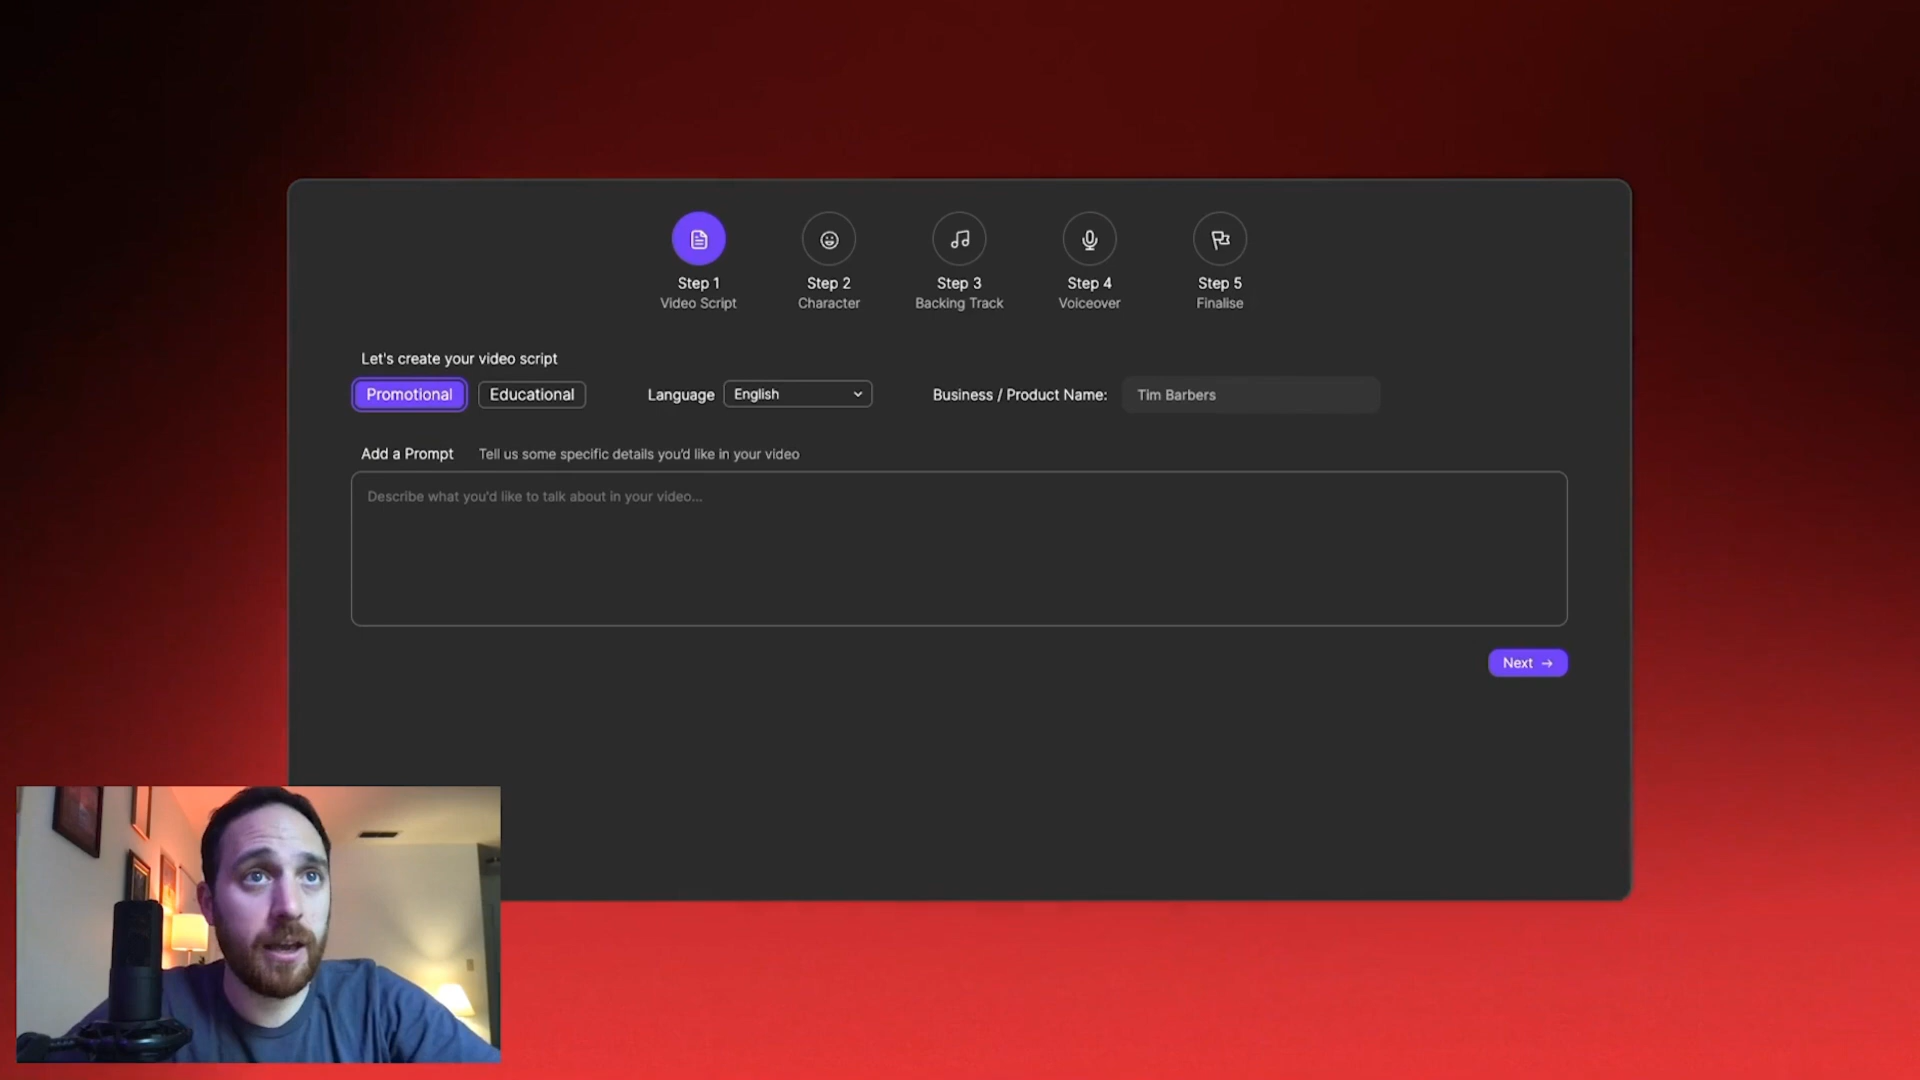 Step 1
Video Script
Step 2
Character
Step 3
Backing Track
Step 4
Voiceover
Step 5
Finalise
Let's create your video script
Promotional
Educational
Language
English
Business / Product Name:
Tim Barbers
Add a Prompt
Tell us some specific details you'd like in your video
Describe what you'd like to talk about in your video...
Next →